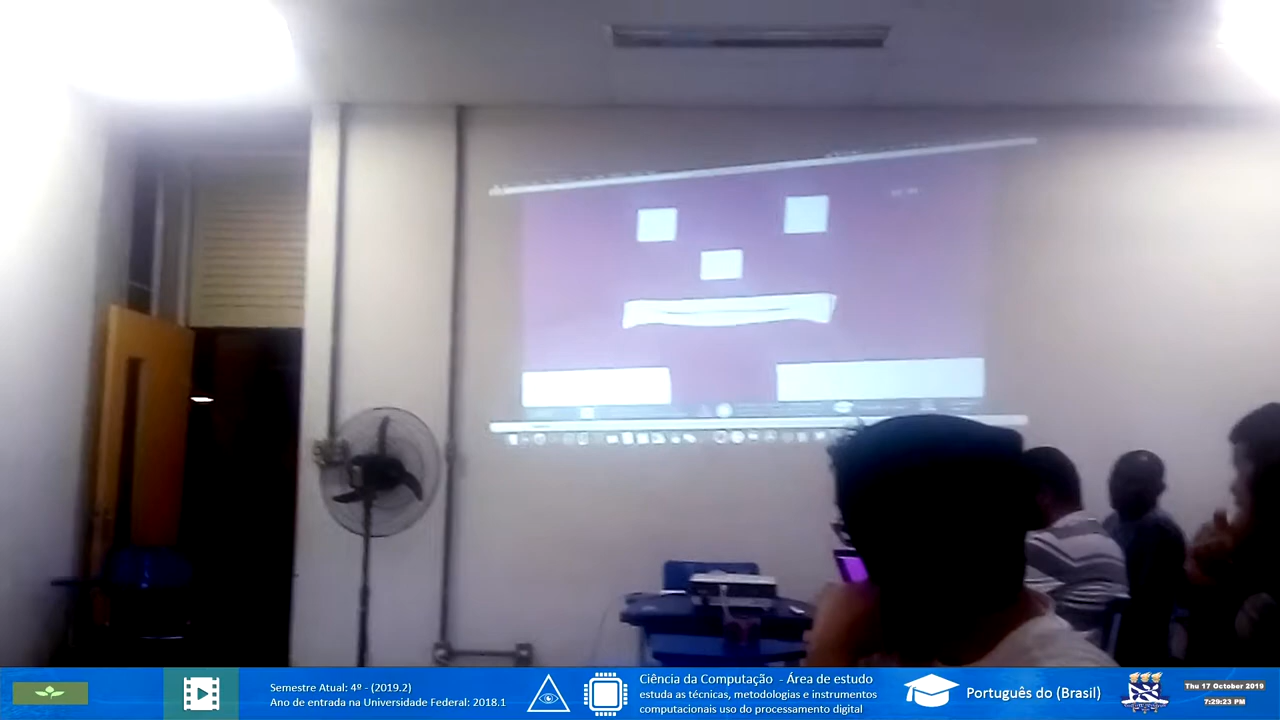 Semestre Atual: 4º - (2019.2)
Ano de entrada na Universidade Federal: 2018.1
Ciência da Computação - Área de estudo
estuda as técnicas, metodologias e instrumentos
computacionais uso do processamento digital
Português do (Brasil)
Thu 17 October 2019
7:29:23 PM